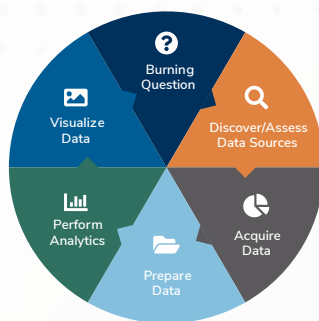 Burning
Question
Discover/Assess
Data Sources
Acquire
Data
Prepare
Data
Perform
Analytics
Visualize
Data